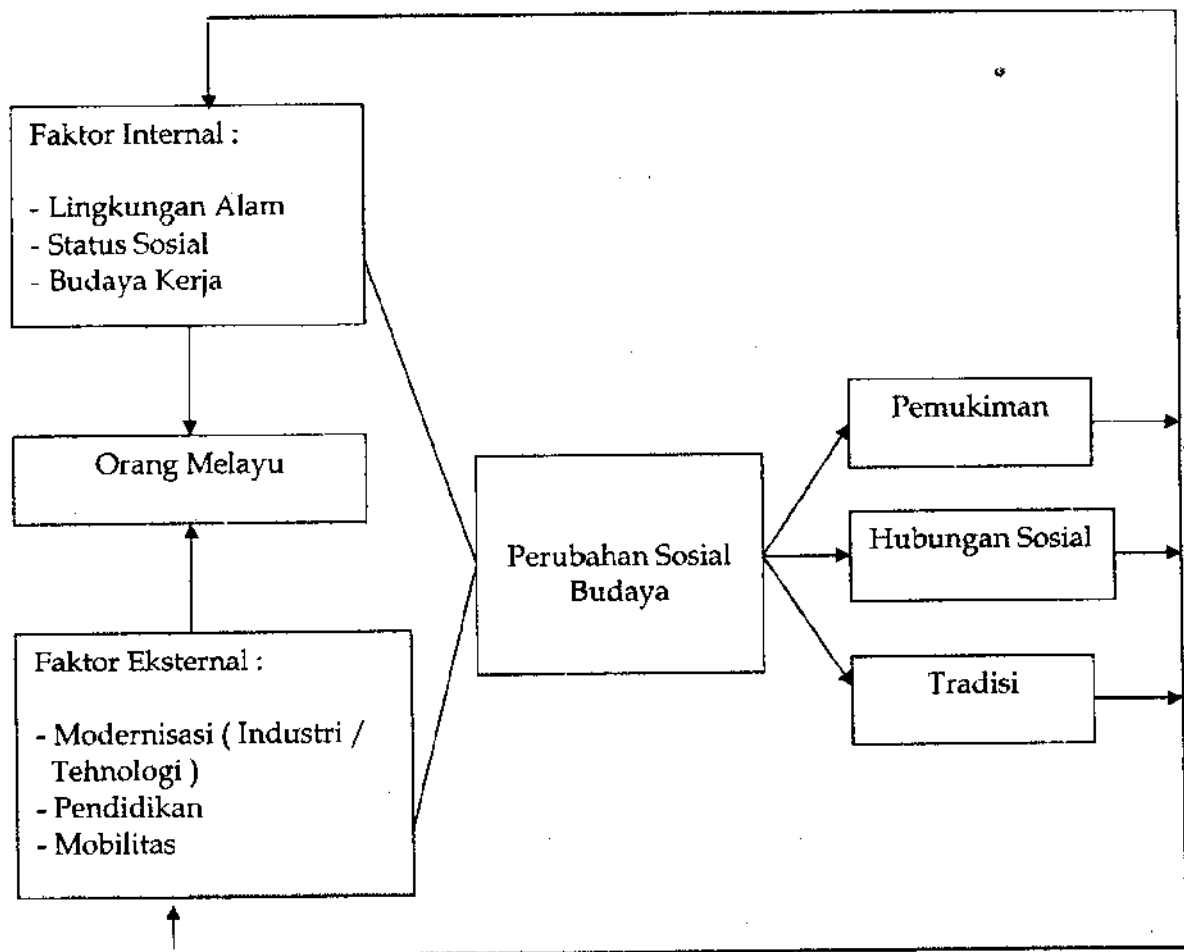 Faktor Internal :
- Lingkungan Alam
- Status Sosial
- Budaya Kerja
Orang Melayu
Faktor Eksternal :
- Modernisasi ( Industri /
Tehnologi )
- Pendidikan
- Mobilitas
Perubahan Sosial
Budaya
Pemukiman
Hubungan Sosial
Tradisi